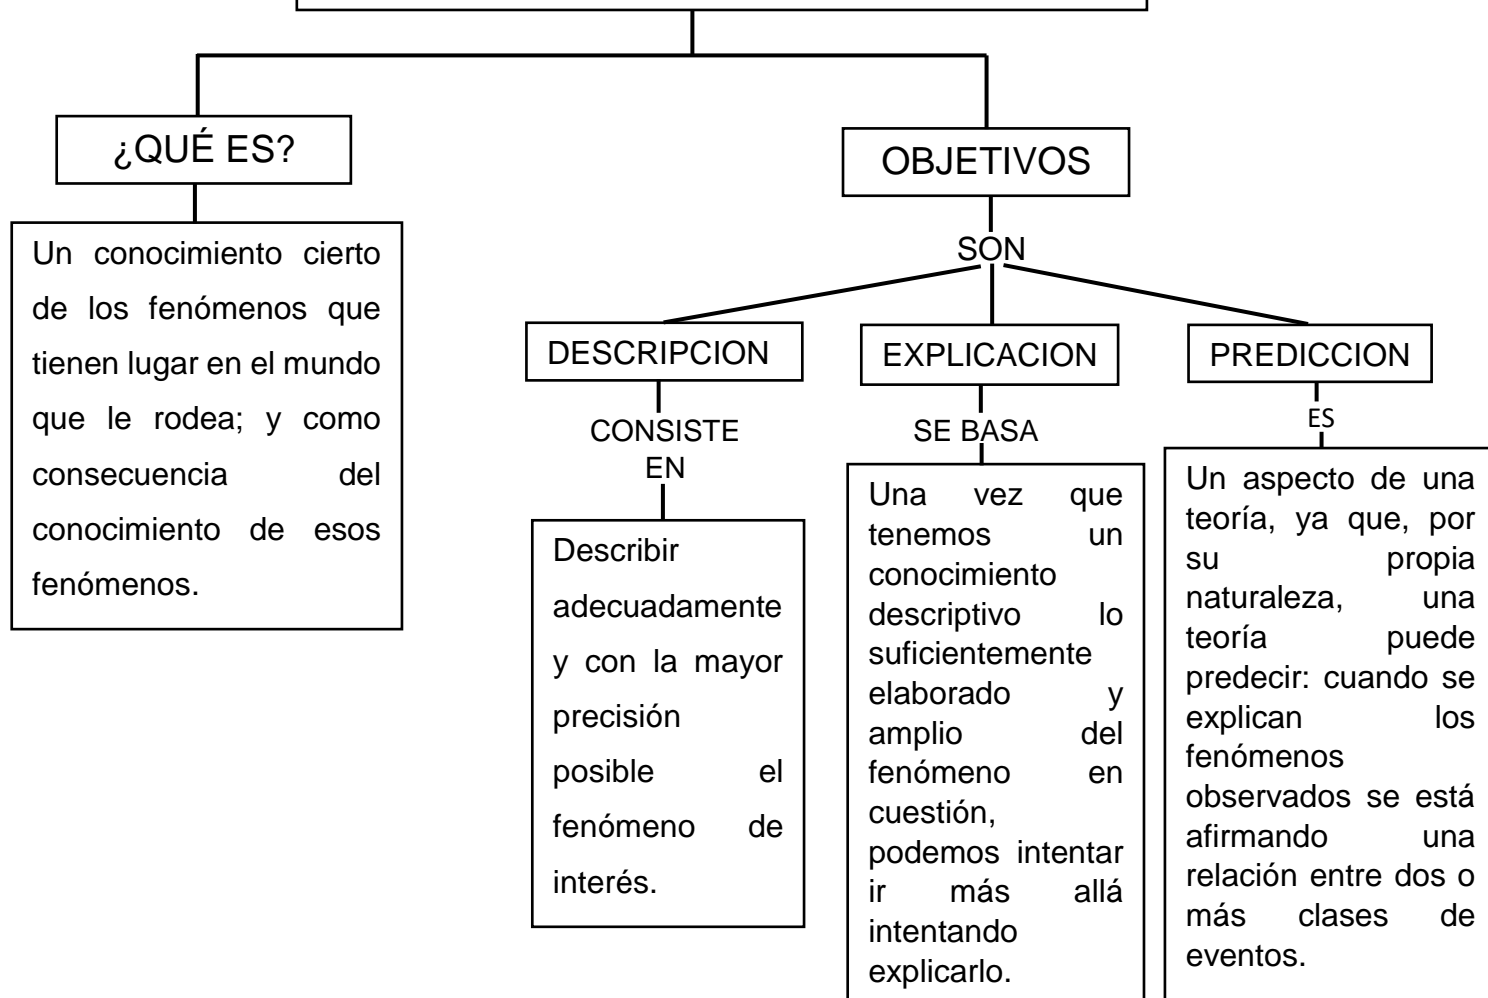 ¿QUÉ ES?
Un conocimiento cierto
de los fenómenos que
tienen lugar en el mundo
que le rodea; y como
consecuencia del
conocimiento de esos
fenómenos.
OBJETIVOS
SON
DESCRIPCION
CONSISTE
EN
Describir
adecuadamente
y con la mayor
precisión
posible el
fenómeno de
interés.
EXPLICACION
SE BASA
Una vez que
tenemos un
conocimiento
descriptivo lo
suficientemente
elaborado y
amplio del
fenómeno en
cuestión,
podemos intentar
ir más allá
intentando
explicarlo.
PREDICCION
ES
Un aspecto de una
teoría, ya que, por
su propia
naturaleza, una
teoría puede
predecir: cuando se
explican los
fenómenos
observados se está
afirmando una
relación entre dos o
más clases de
eventos.